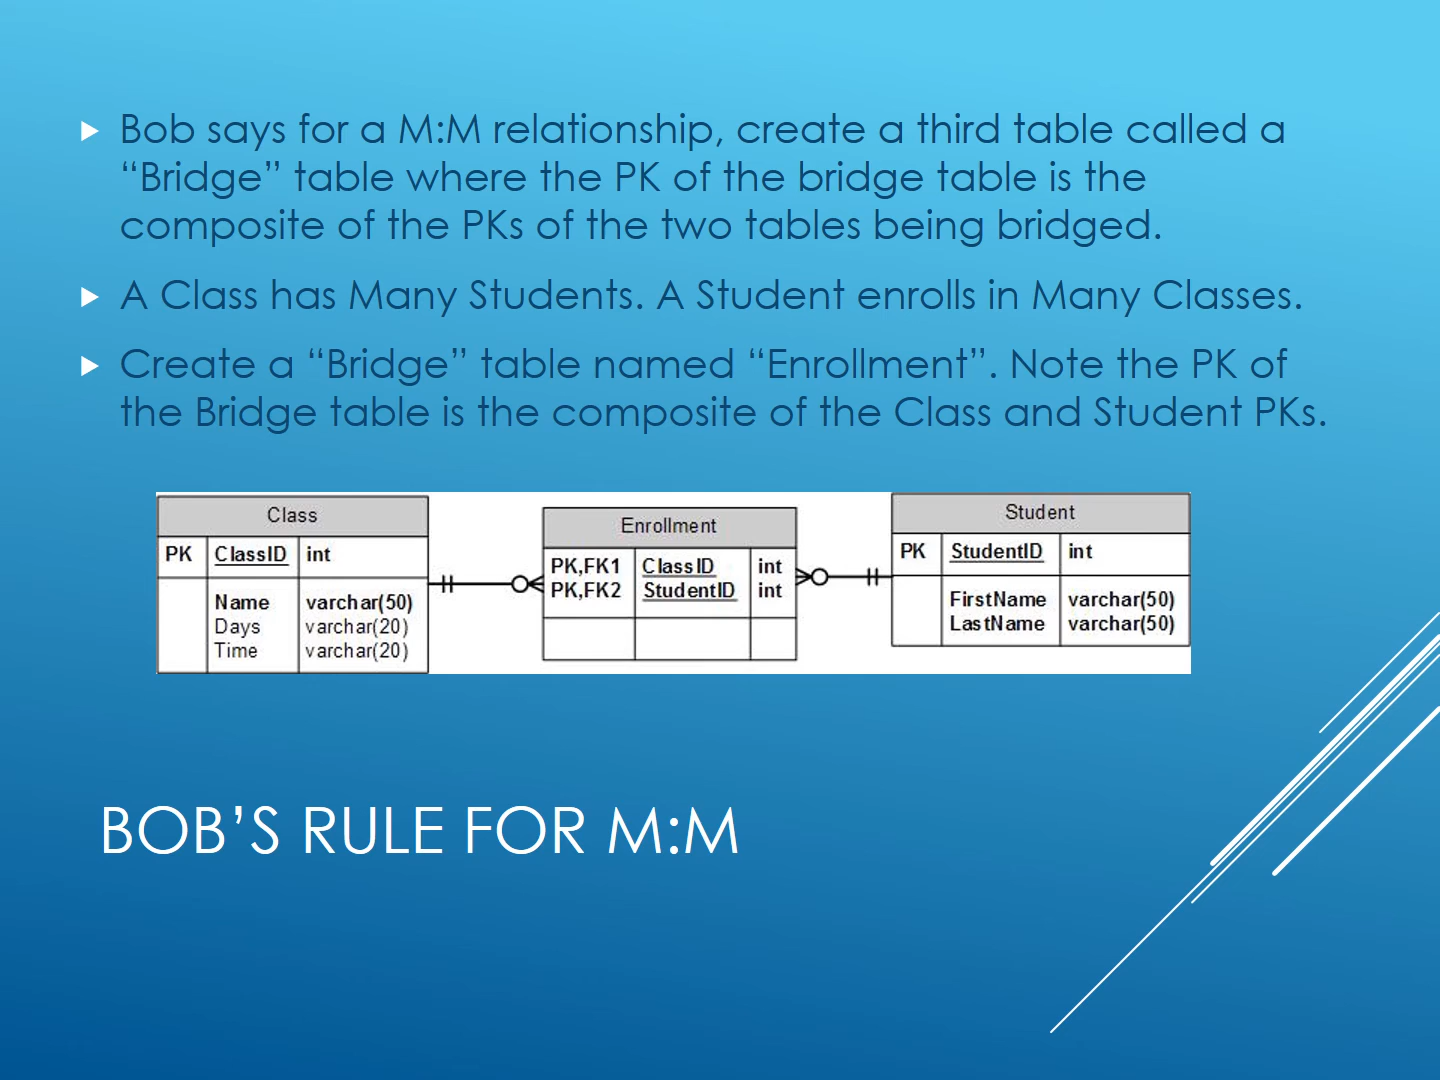 Bob says for a M:M relationship, create a third table called a
“Bridge” table where the PK of the bridge table is the
composite of the PKs of the two tables being bridged.
A Class has Many Students. A Student enrolls in Many Classes.
Create a “Bridge” table named “Enrollment”. Note the PK of
the Bridge table is the composite of the Class and Student PKs.
Class
PK ClassID int
Name varchar(50)
Days varchar(20)
Time varchar(20)
Enrollment
PK,FK1 ClassID int
PK,FK2 StudentID int
Student
PK StudentID int
FirstName varchar(50)
LastName varchar(50)
BOB’S RULE FOR M:M